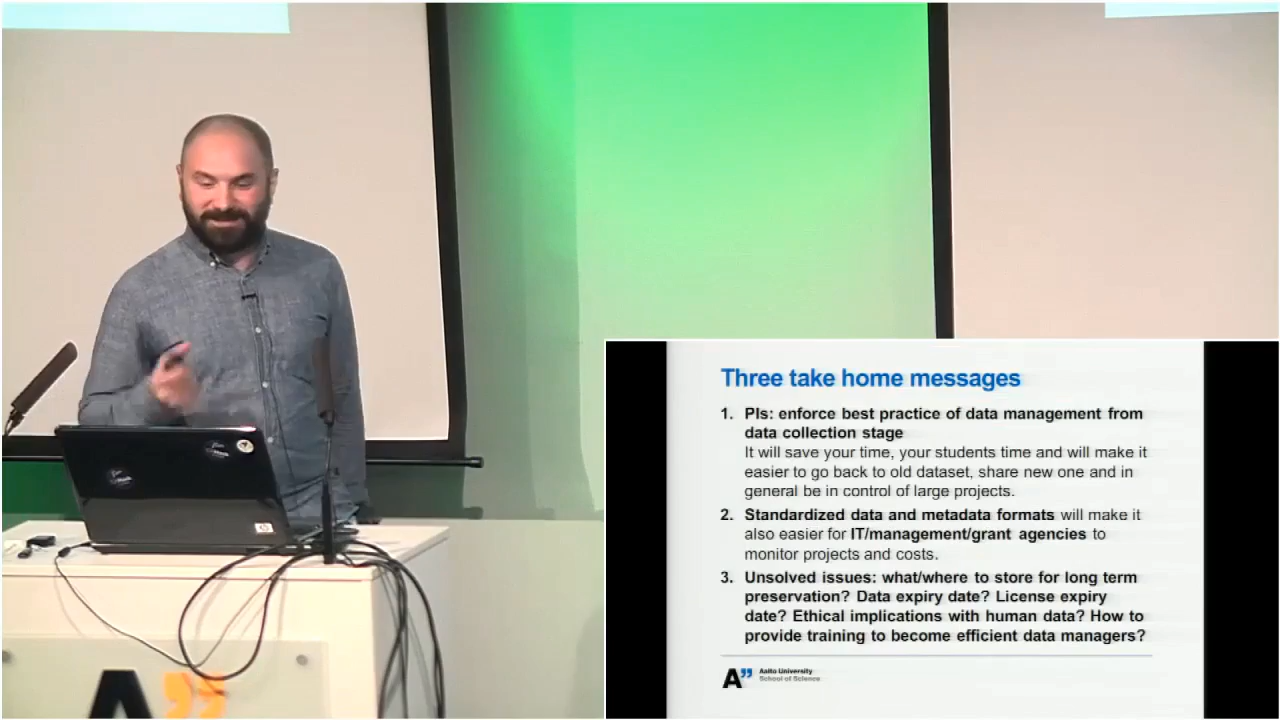 Three take home messages
1. PIs: enforce best practice of data management from
data collection stage
It will save your time, your students time and will make it
easier to go back to old dataset, share new one and in
general be in control of large projects.
2. Standardized data and metadata formats will make it
also easier for IT/management/grant agencies to
monitor projects and costs.
3. Unsolved issues: what/where to store for long term
preservation? Data expiry date? License expiry
date? Ethical implications with human data? How to
provide training to become efficient data managers?
A”
Aalto University
School of Science
A”